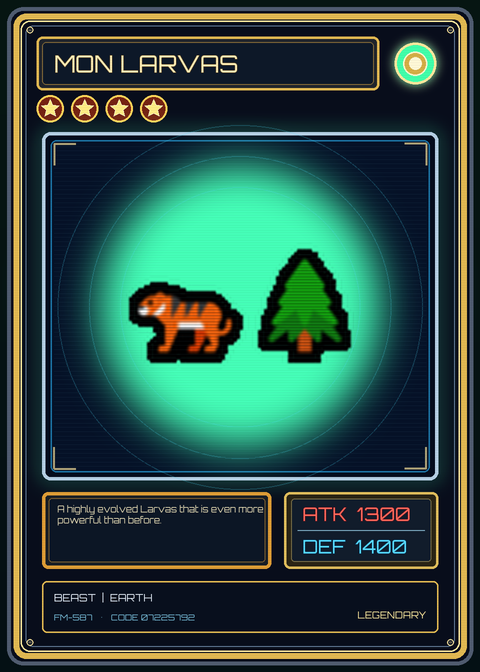 MON LARVAS
A highly evolved Larvas that is even more
powerful than before.
ATK 1300
DEF 1400
BEAST | EARTH
FM-587 · CODE 07225792
LEGENDARY